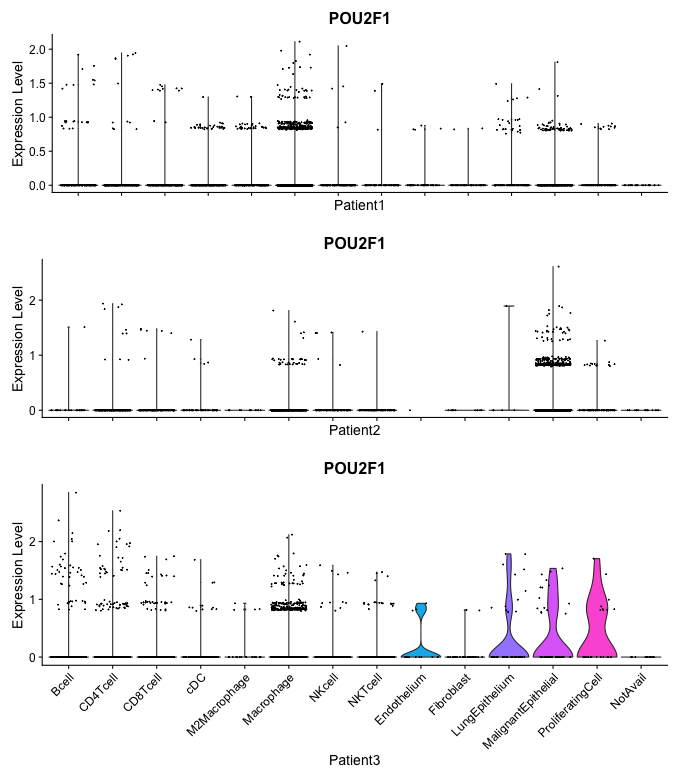 POU2F1
Expression Level
2.0
1.5
1.0
0.5
0.0
Patient1
POU2F1
Expression Level
2
1
0
Patient2
POU2F1
Expression Level
2
1
0
Bcell
CD4Tcell
CD8Tcell
cDC
M2Macrophage
Macrophage
NKcell
NKTcell
Endothelium
Fibroblast
LungEpithelium
MalignantEpithelial
ProliferatingCell
NotAvail
Patient3